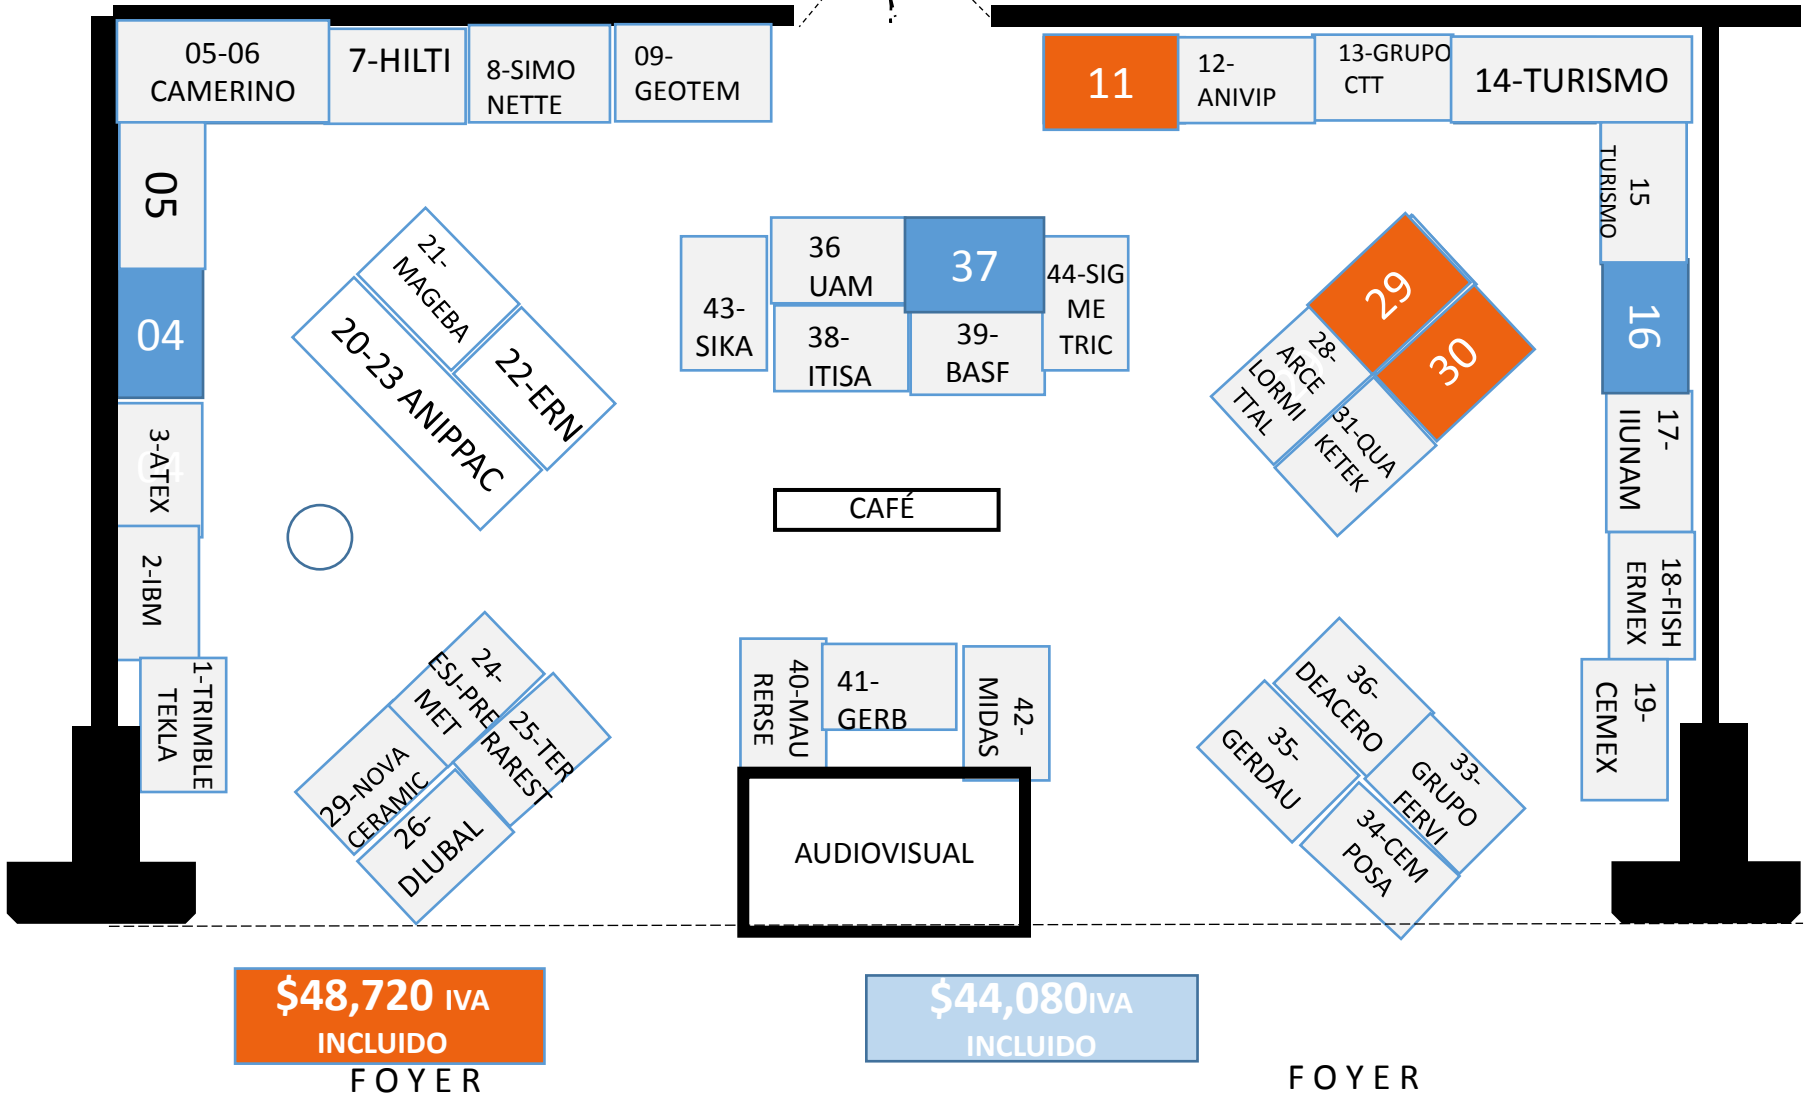 05-06
CAMERINO
7-HILTI
8-SIMO
NETTE
09-
GEOTEM
11
12-
ANIVIP
13-GRUPO
CTT
14-TURISMO
05
04
3-ATEX
2-IBM
1-TRIMBLE
TEKLA
21-
MAGEBA
20-23 ANIPPAC
22-ERN
43-
SIKA
36
UAM
37
38-
ITISA
39-
BASF
44-SIG
ME
TRIC
29
30
28-
ARCE
LORMI
TTAL
31-QUA
KETEK
15
TURISMO
16
17-
IIUNAM
18-FISH
ERMEX
19-
CEMEX
CAFÉ
24-
ESJ-PRE
MET
25-TER
RAREST
29-NOVA
CERAMIC
26-
DLUBAL
40-MAU
RERSE
41-
GERB
42-
MIDAS
AUDIOVISUAL
36-
DEACERO
35-
GERDAU
33-
GRUPO
FERVI
34-CEM
POSA
$48,720 IVA
INCLUIDO
$44,080IVA
INCLUIDO
FOYER
FOYER